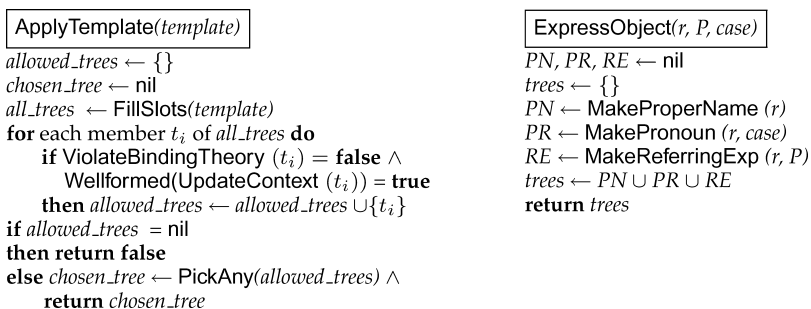 ApplyTemplate(template)
allowed_trees ← {}
chosen_tree ← nil
all_trees ← FillSlots(template)
for each member t_i of all_trees do
if ViolateBindingTheory (t_i) = false ∧
Wellformed(UpdateContext (t_i)) = true
then allowed_trees ← allowed_trees ∪{t_i}
if allowed_trees = nil
then return false
else chosen_tree ← PickAny(allowed_trees) ∧
return chosen_tree
ExpressObject(r, P, case)
PN, PR, RE ← nil
trees ← {}
PN ← MakeProperName (r)
PR ← MakePronoun (r, case)
RE ← MakeReferringExp (r, P)
trees ← PN ∪ PR ∪ RE
return trees